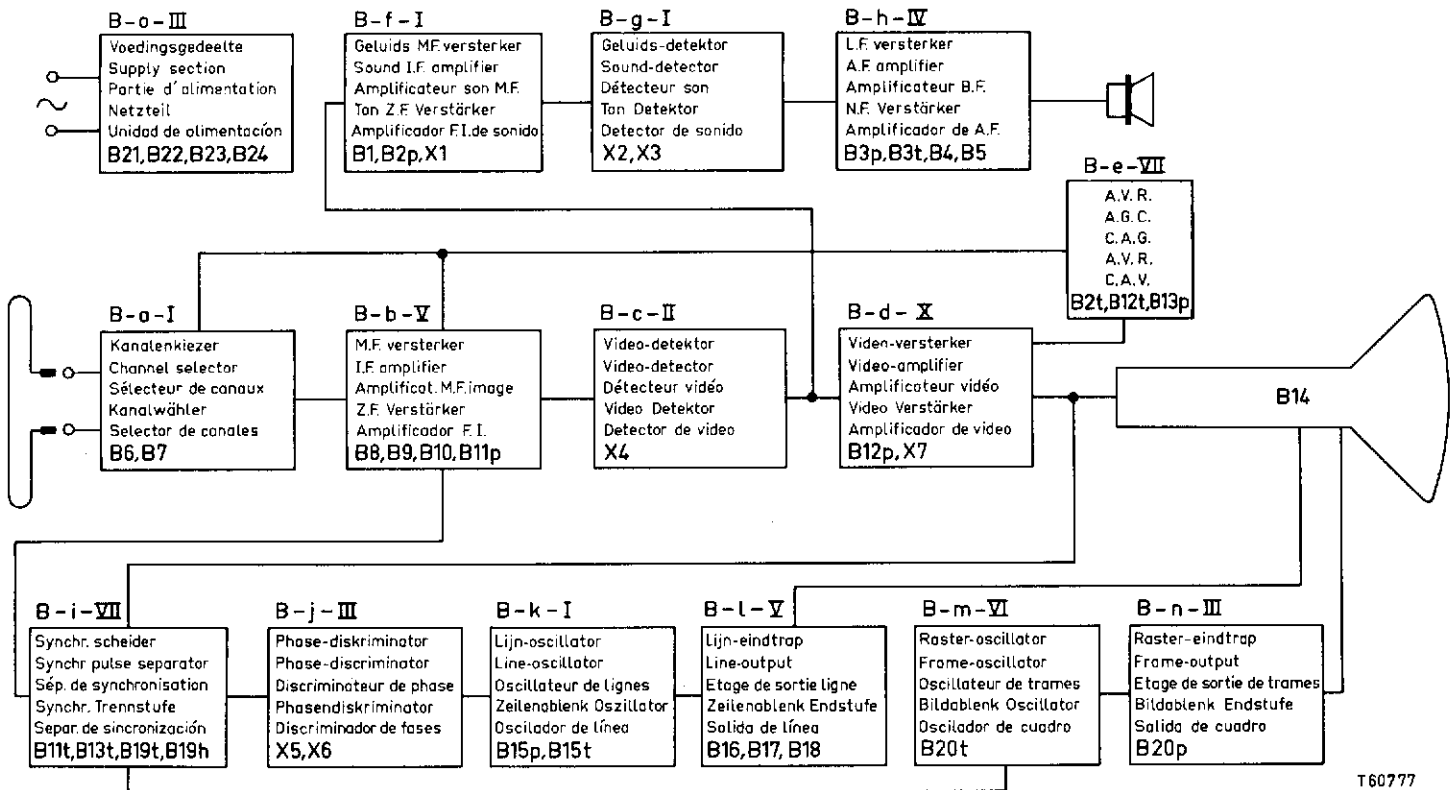 B-o-III
Voedingsgedeelte
Supply section
Partie d'alimentation
Netzteil
Unidad de alimentación
B21,B22,B23,B24
B-f-I
Geluids M.F. versterker
Sound I.F. amplifier
Amplificateur son M.F.
Ton Z.F. Verstärker
Amplificador F.I. de sonido
B1, B2p, X1
B-g-I
Geluids-detektor
Sound-detector
Détecteur son
Ton Detektor
Detector de sonido
X2, X3
B-h-IV
L.F. versterker
A.F. amplifier
Amplificateur B.F.
N.F. Verstärker
Amplificador de A.F.
B3p, B3t, B4, B5
B-e-VII
A.V.R.
A.G.C.
C.A.G.
A.V.R.
C.A.V.
B2t,B12t,B13p
B-a-I
Kanalenkiezer
Channel selector
Sélecteur de canaux
Kanalwähler
Selector de canales
B6, B7
B-b-V
M.F. versterker
I.F. amplifier
Amplificat. M.F. image
Z.F. Verstärker
Amplificador F.I.
B8, B9, B10, B11p
B-c-II
Video-detektor
Video-detector
Détecteur vidéo
Video Detektor
Detector de video
X4
B-d-X
Video-versterker
Video-amplifier
Amplificateur vidéo
Video Verstärker
Amplificador de video
B12p, X7
B14
B-i-VII
Synchr. scheider
Synchr pulse separator
Sép. de synchronisation
Synchr. Trennstufe
Separ. de sincronización
B11t,B13t,B19t,B19h
B-j-III
Phase-diskriminator
Phase-discriminator
Discriminateur de phase
Phasendiskriminator
Discriminador de fases
X5, X6
B-k-I
Lijn-oscillator
Line-oscillator
Oscillateur de lignes
Zeilenablenk Oszillator
Oscilador de línea
B15p, B15t
B-l-V
Lijn-eindtrap
Line-output
Etage de sortie ligne
Zeilenablenk Endstufe
Salida de línea
B16, B17, B18
B-m-VI
Raster-oscillator
Frame-oscillator
Oscillateur de trames
Bildablenk Oscillator
Oscilador de cuadro
B20t
B-n-III
Raster-eindtrap
Frame-output
Etage de sortie de trames
Bildablenk Endstufe
Salida de cuadro
B20p
T60777